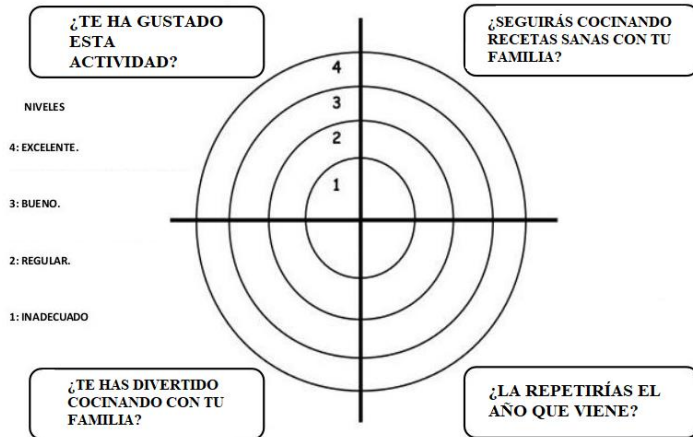 ¿TE HA GUSTADO
ESTA
ACTIVIDAD?
¿SEGUIRÁS COCINANDO
RECETAS SANAS CON TU
FAMILIA?
NIVELES
4: EXCELENTE.
3: BUENO.
2: REGULAR.
1: INADECUADO
4
3
2
1
¿TE HAS DIVERTIDO
COCINANDO CON TU
FAMILIA?
¿LA REPETIRÍAS EL
AÑO QUE VIENE?